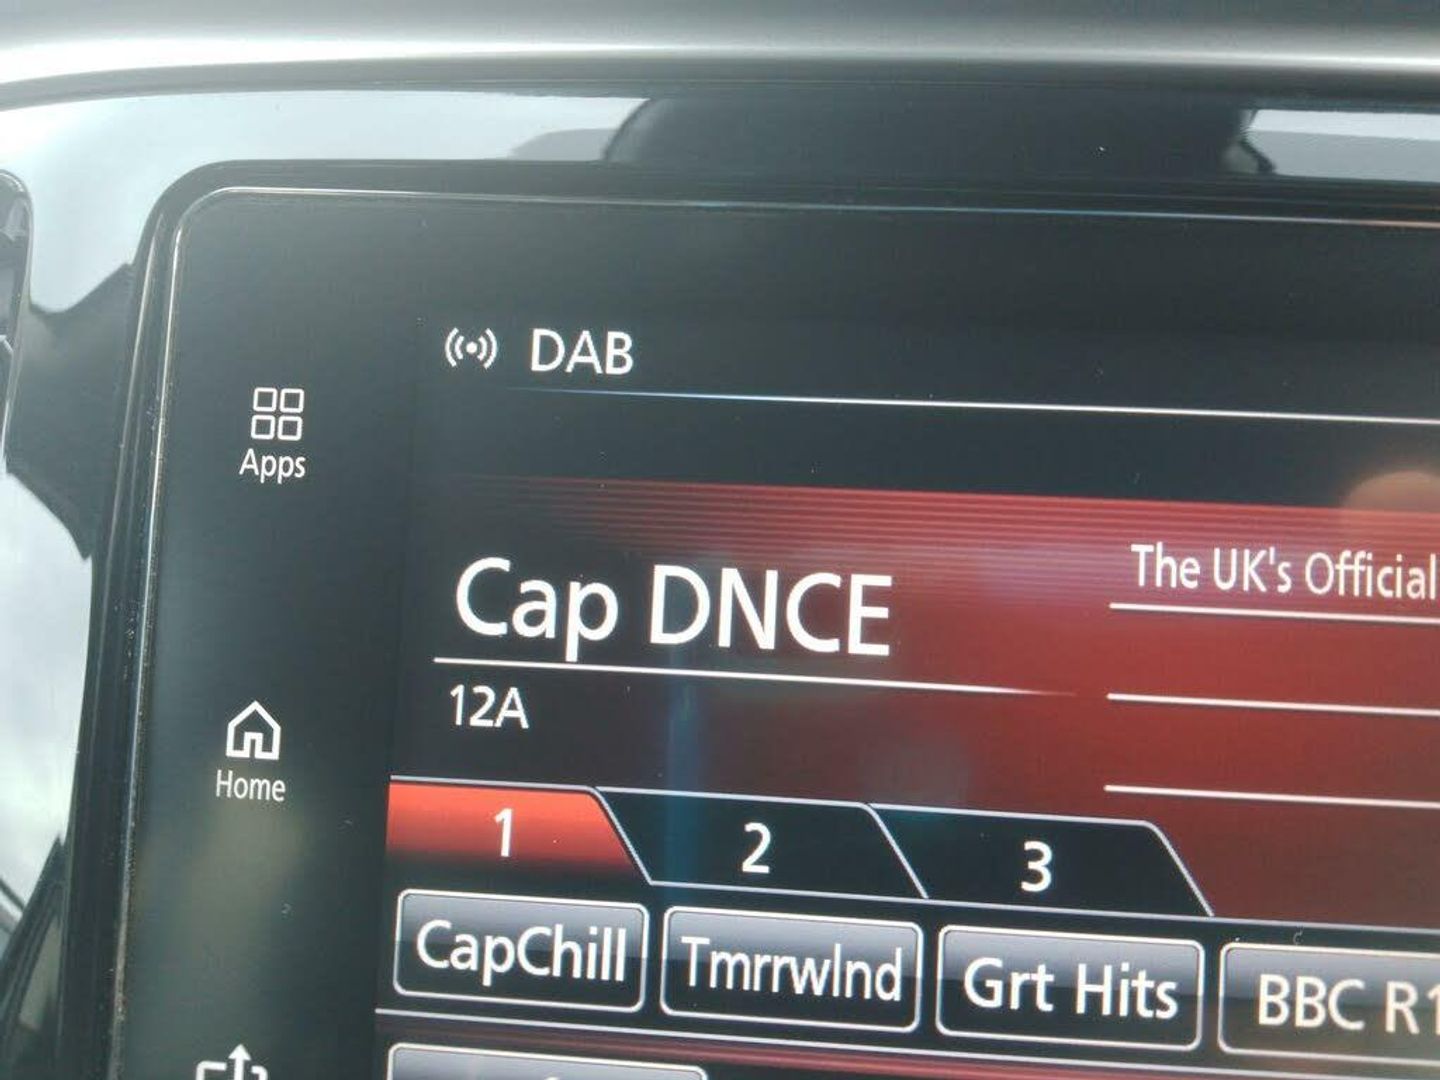 DAB
Apps
Cap DNCE
The UK's Official
12A
Home
1 2 3
CapChill Tmrrwlnd Grt Hits BBC R1